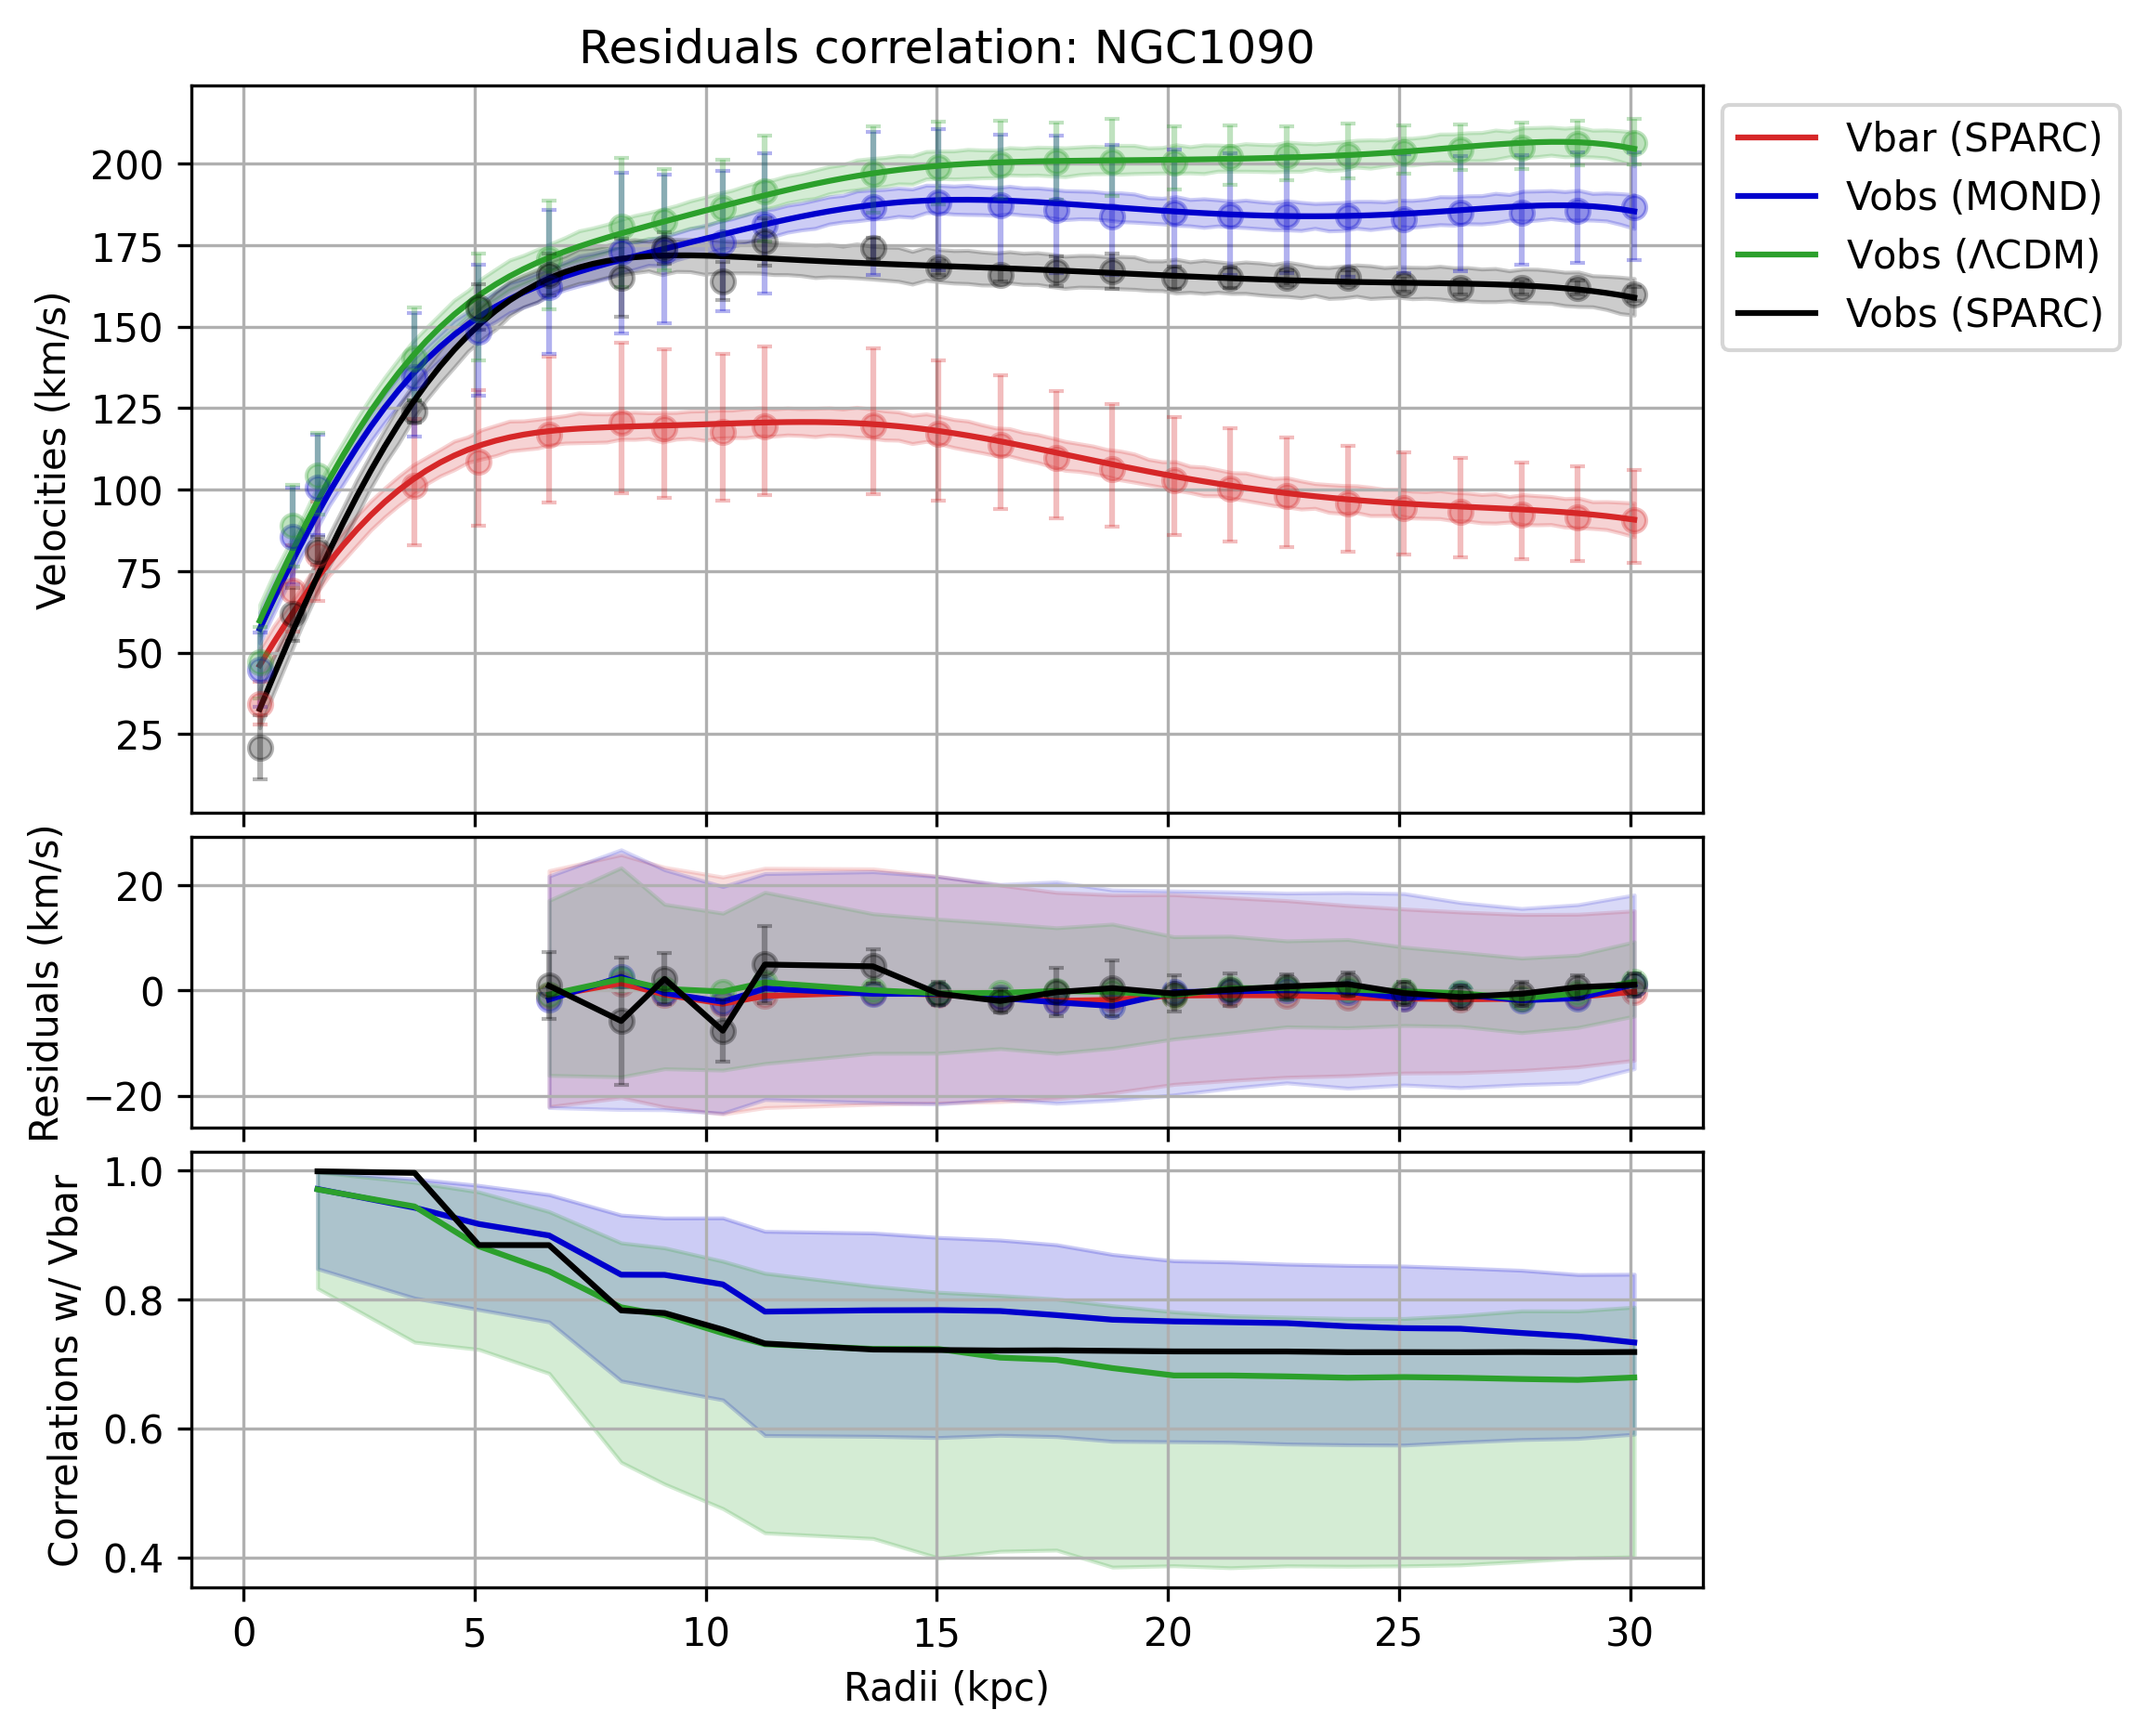 Residuals correlation: NGC1090
Velocities (km/s)
200
175
150
125
100
75
50
25
Vbar (SPARC)
Vobs (MOND)
Vobs (ΛCDM)
Vobs (SPARC)
Residuals (km/s)
20
0
−20
Correlations w/ Vbar
1.0
0.8
0.6
0.4
0 5 10 15 20 25 30
Radii (kpc)